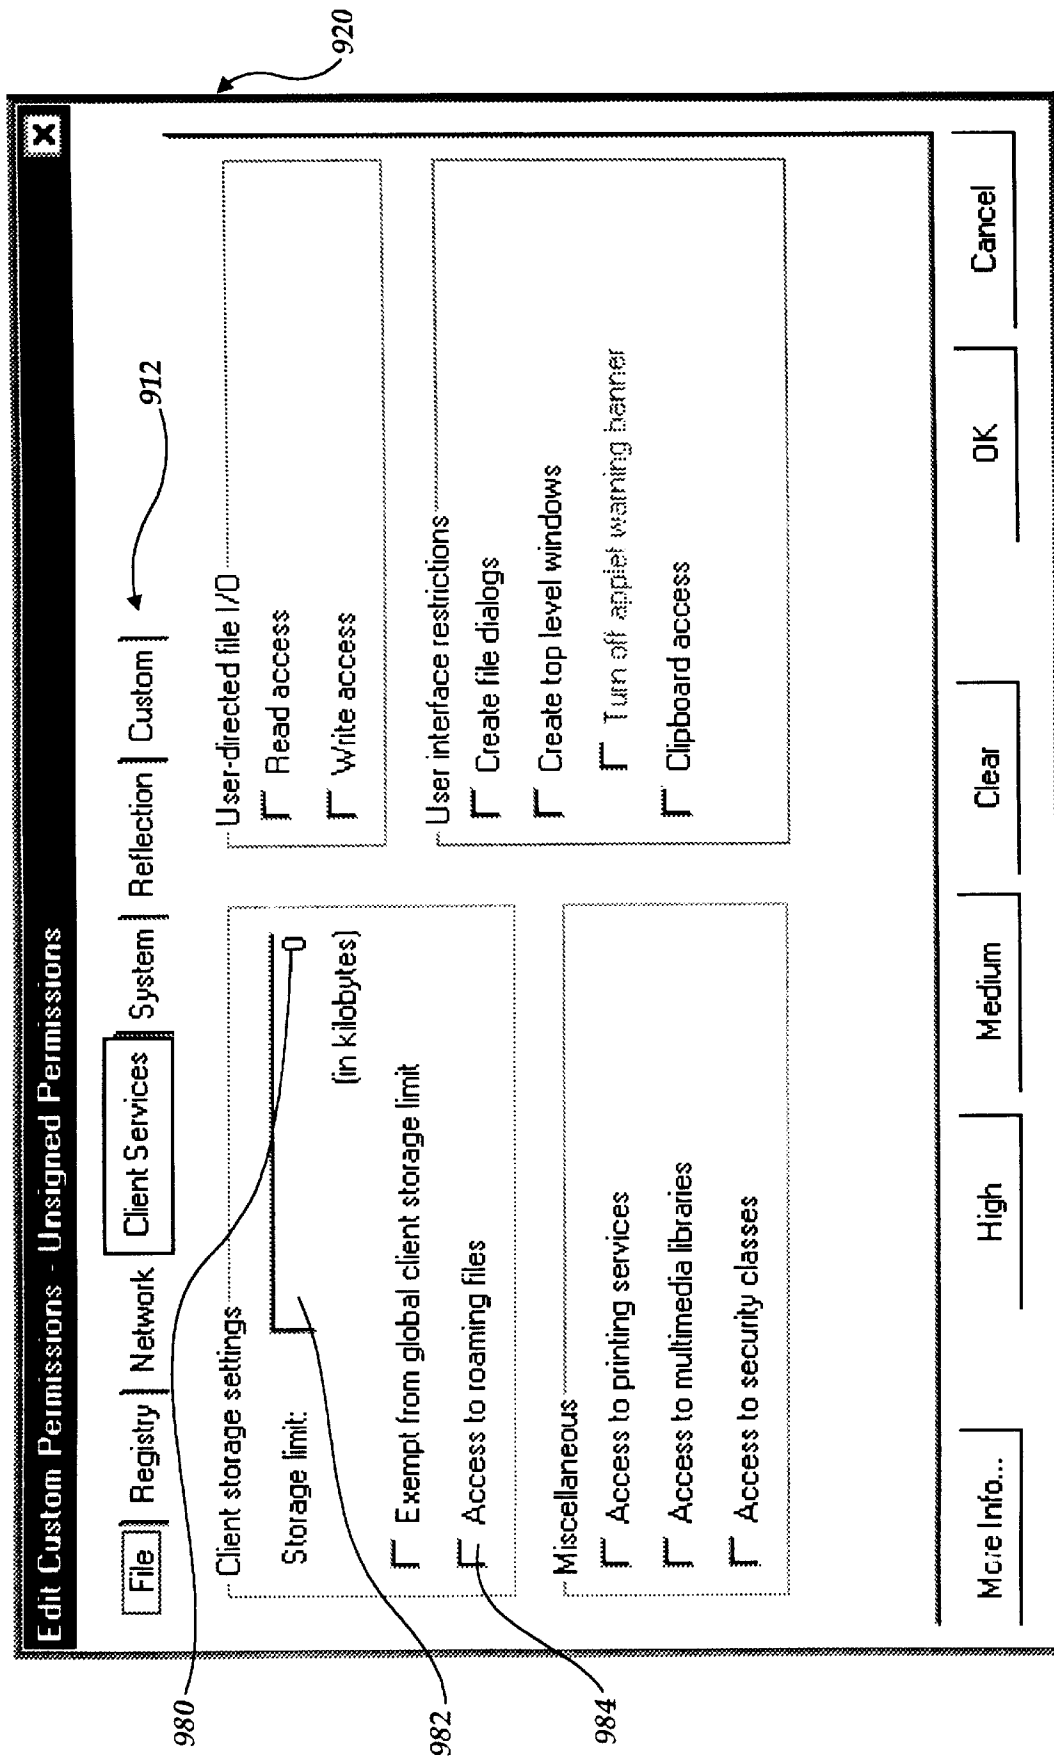 920
Edit Custom Permissions - Unsigned Permissions
912
File Registry Network Client Services System Reflection Custom
Client storage settings
Storage limit: 0
(in kilobytes)
Exempt from global client storage limit
Access to roaming files
Miscellaneous
Access to printing services
Access to multimedia libraries
Access to security classes
User-directed file I/O
Read access
Write access
User interface restrictions
Create file dialogs
Create top level windows
Turn off applet warning banner
Clipboard access
More Info... High Medium Clear OK Cancel
980
982
984